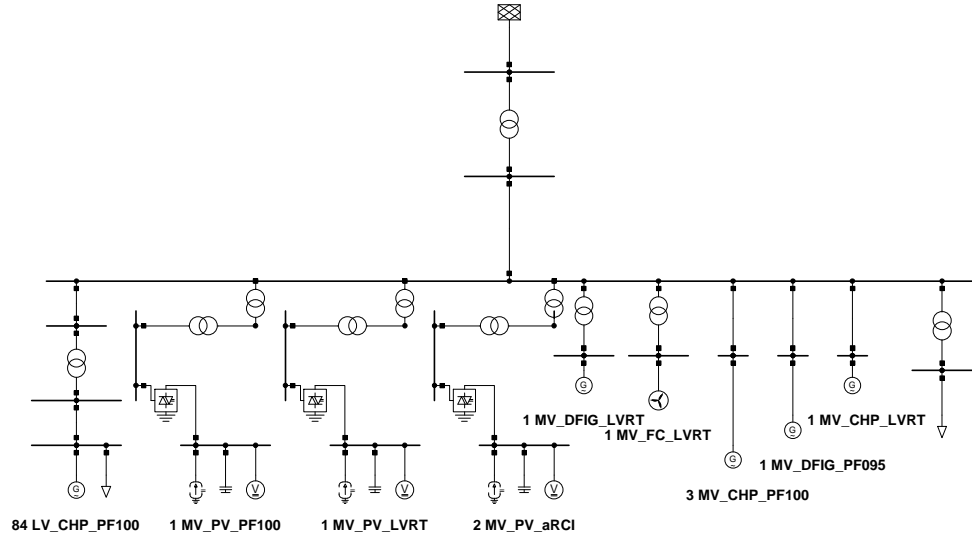 1 MV_DFIG_LVRT
1 MV_CHP_LVRT
1 MV_FC_LVRT
G
G
G
1 MV_DFIG_PF095
G
3 MV_CHP_PF100
G
V
V
V
84 LV_CHP_PF100
1 MV_PV_PF100
1 MV_PV_LVRT
2 MV_PV_aRCI